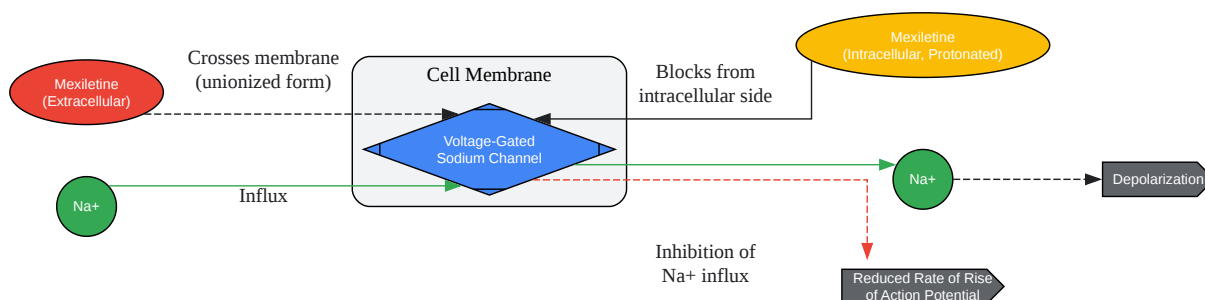 Mexiletine
(Extracellular)
Crosses membrane
(unionized form)
Cell Membrane
Voltage-Gated
Sodium Channel
Blocks from
intracellular side
Mexiletine
(Intracellular, Protonated)
Na+
Influx
Na+
Depolarization
Inhibition of
Na+ influx
Reduced Rate of Rise
of Action Potential